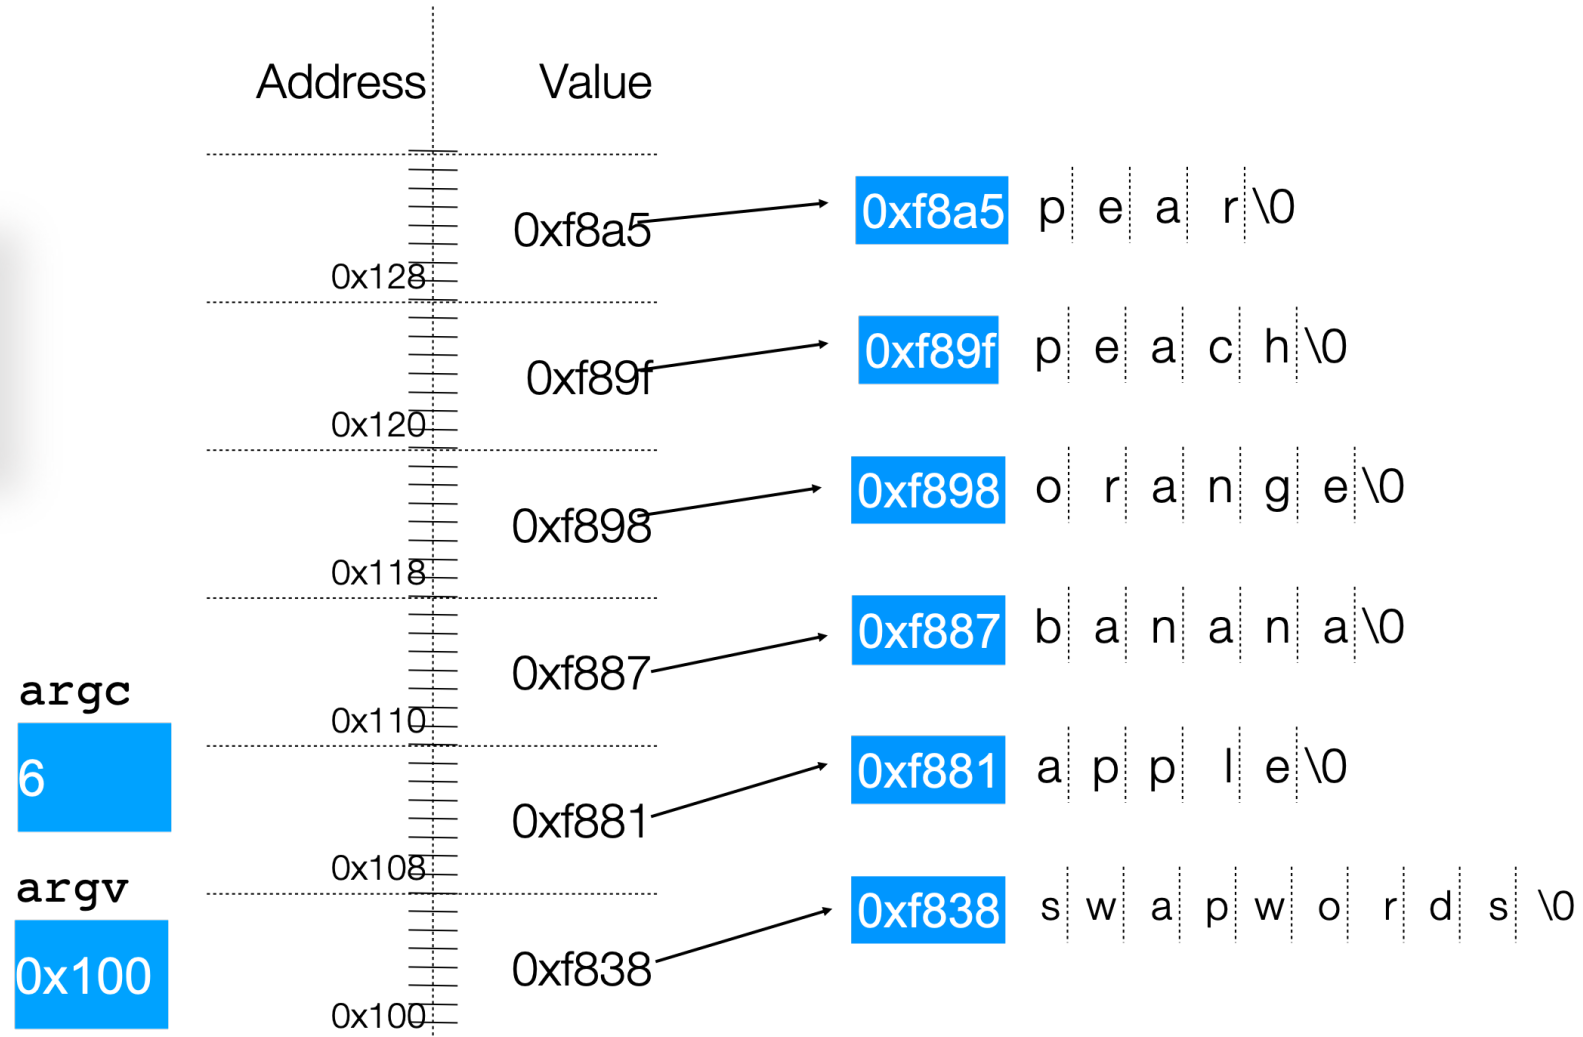 Address Value
0xf8a5 0xf8a5 p e a r \0
0x128
0xf89f 0xf89f p e a c h \0
0x120
0xf898 0xf898 o r a n g e \0
0x118
0xf887 0xf887 b a n a n a \0
argc
0x110
6
0xf881 0xf881 a p p l e \0
0x108
argv
0xf838 0xf838 s w a p w o r d s \0
0x100
0x100